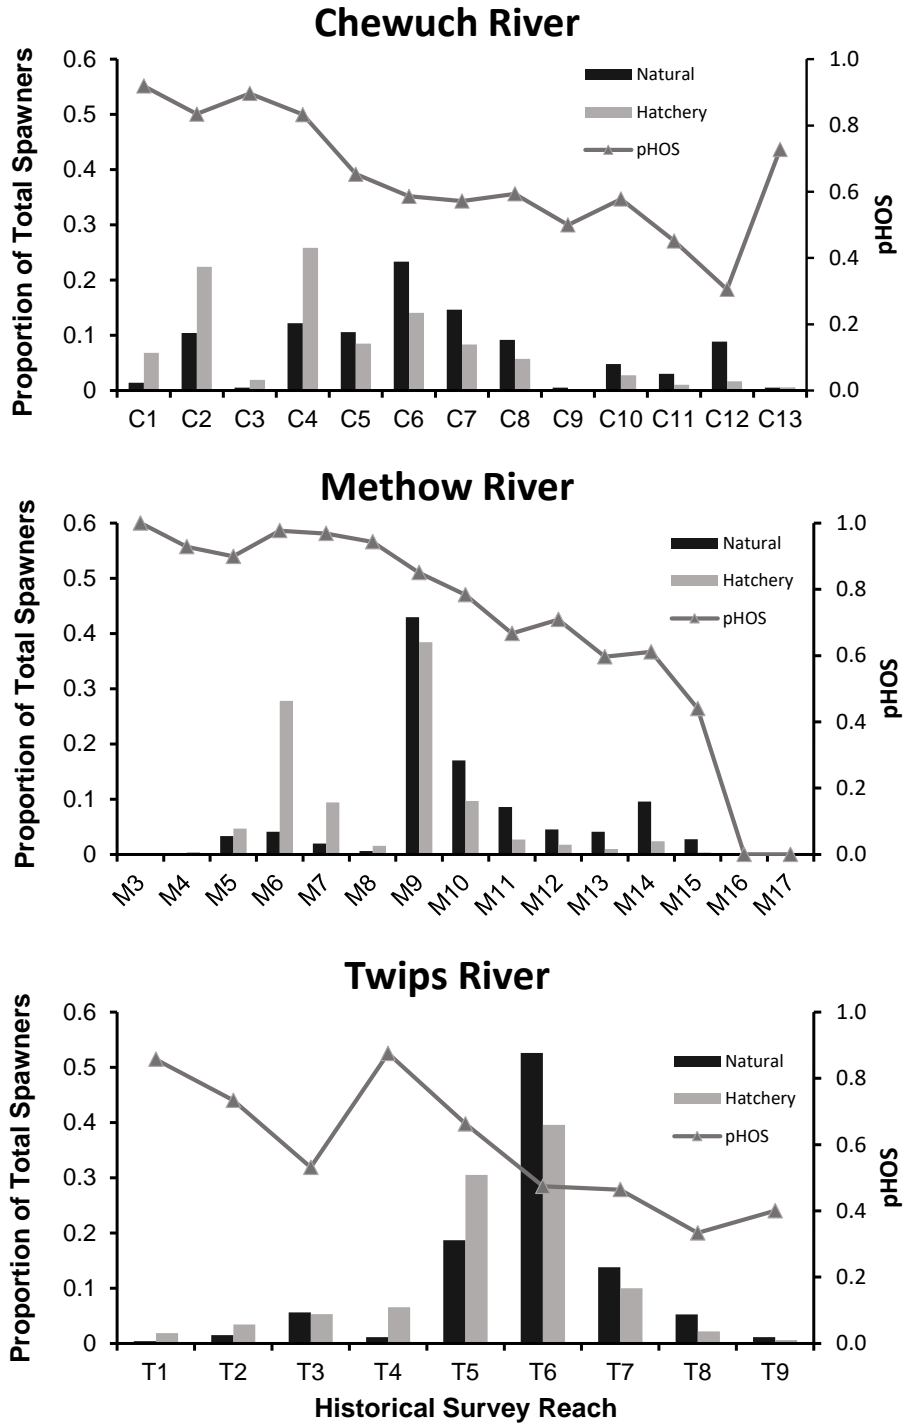 Chewuch River
Proportion of Total Spawners
0.6
0.5
0.4
0.3
0.2
0.1
0
Natural
Hatchery
pHOS
1.0
0.8
0.6
0.4
0.2
0.0
pHOS
C1 C2 C3 C4 C5 C6 C7 C8 C9 C10 C11 C12 C13
Methow River
Proportion of Total Spawners
0.6
0.5
0.4
0.3
0.2
0.1
0
Natural
Hatchery
pHOS
1.0
0.8
0.6
0.4
0.2
0.0
pHOS
M3 M4 M5 M6 M7 M8 M9 M10 M11 M12 M13 M14 M15 M16 M17
Twips River
Proportion of Total Spawners
0.6
0.5
0.4
0.3
0.2
0.1
0
Natural
Hatchery
pHOS
1.0
0.8
0.6
0.4
0.2
0.0
pHOS
T1 T2 T3 T4 T5 T6 T7 T8 T9
Historical Survey Reach